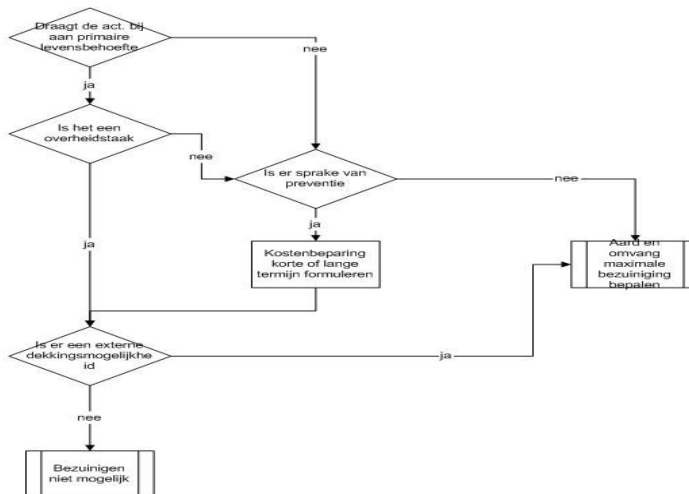 Draagt de act. bij
aan primaire
levensbehoefte
nee
ja
Is het een
overheidstaak
nee
Is er sprake van
preventie
nee
ja
ja
Kostenbeparing
korte of lange
termijn formuleren
Aard en
omvang
maximale
bezuiniging
bepalen
Is er een externe
dekkingsmogelijkhe
id
ja
nee
Bezuinigen
niet mogelijk